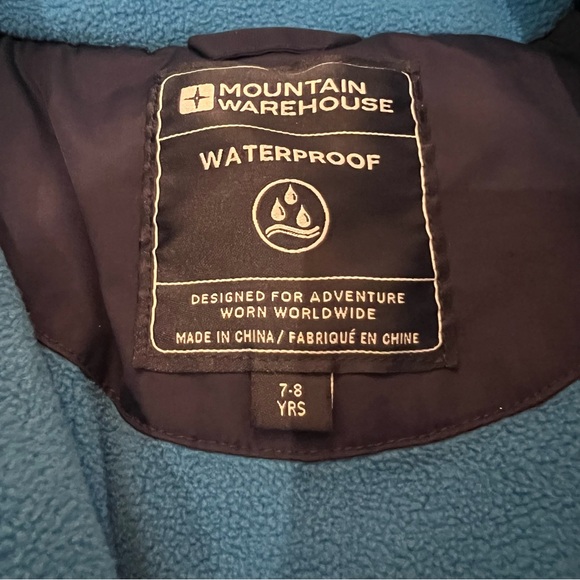 MOUNTAIN
WAREHOUSE
WATERPROOF
DESIGNED FOR ADVENTURE
WORN WORLDWIDE
MADE IN CHINA / FABRIQUÉ EN CHINE
7-8
YRS